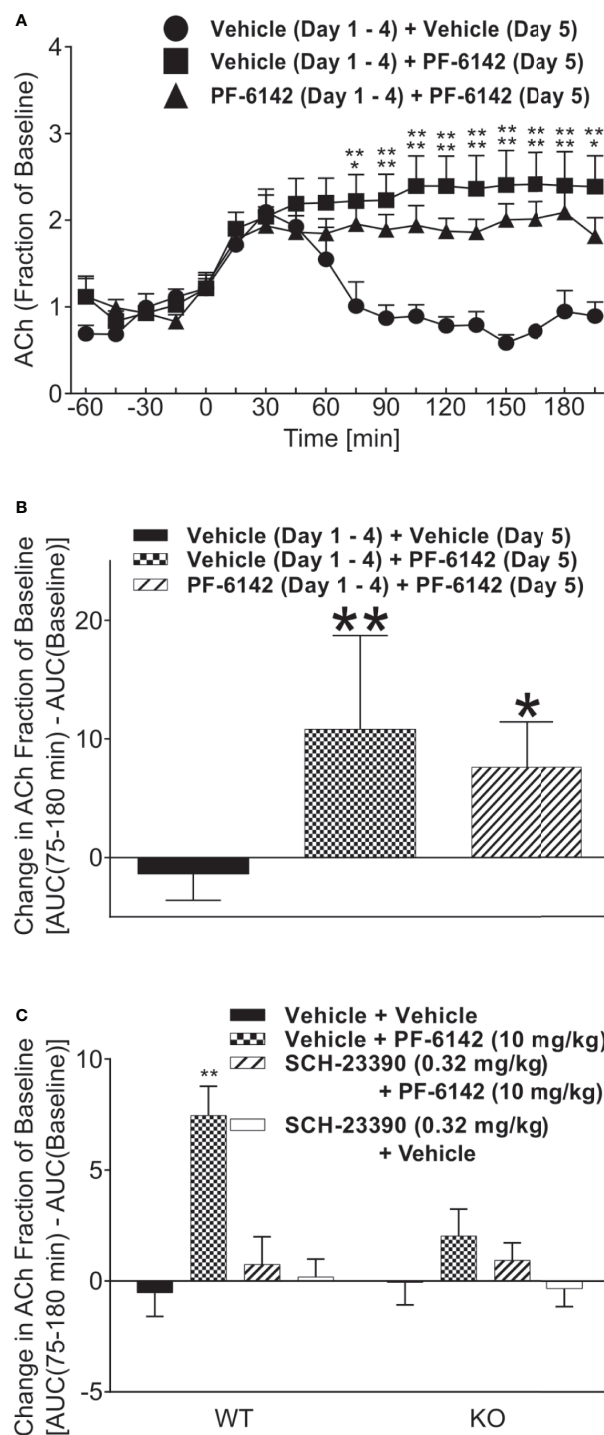 A
Vehicle (Day 1 - 4) + Vehicle (Day 5)
Vehicle (Day 1 - 4) + PF-6142 (Day 5)
PF-6142 (Day 1 - 4) + PF-6142 (Day 5)
ACh (Fraction of Baseline)
4
3
2
1
0
** ** ** ** ** ** ** ** **
* ** ** ** ** ** ** ** *
-60 -30 0 30 60 90 120 150 180
Time [min]
B
Vehicle (Day 1 - 4) + Vehicle (Day 5)
Vehicle (Day 1 - 4) + PF-6142 (Day 5)
PF-6142 (Day 1 - 4) + PF-6142 (Day 5)
Change in ACh Fraction of Baseline
[AUC(75-180 min) - AUC(Baseline)]
20
10
0
**
*
C
Vehicle + Vehicle
Vehicle + PF-6142 (10 mg/kg)
SCH-23390 (0.32 mg/kg)
+ PF-6142 (10 mg/kg)
SCH-23390 (0.32 mg/kg)
+ Vehicle
Change in ACh Fraction of Baseline
[AUC(75-180 min) - AUC(Baseline)]
10
5
0
-5
**
WT KO